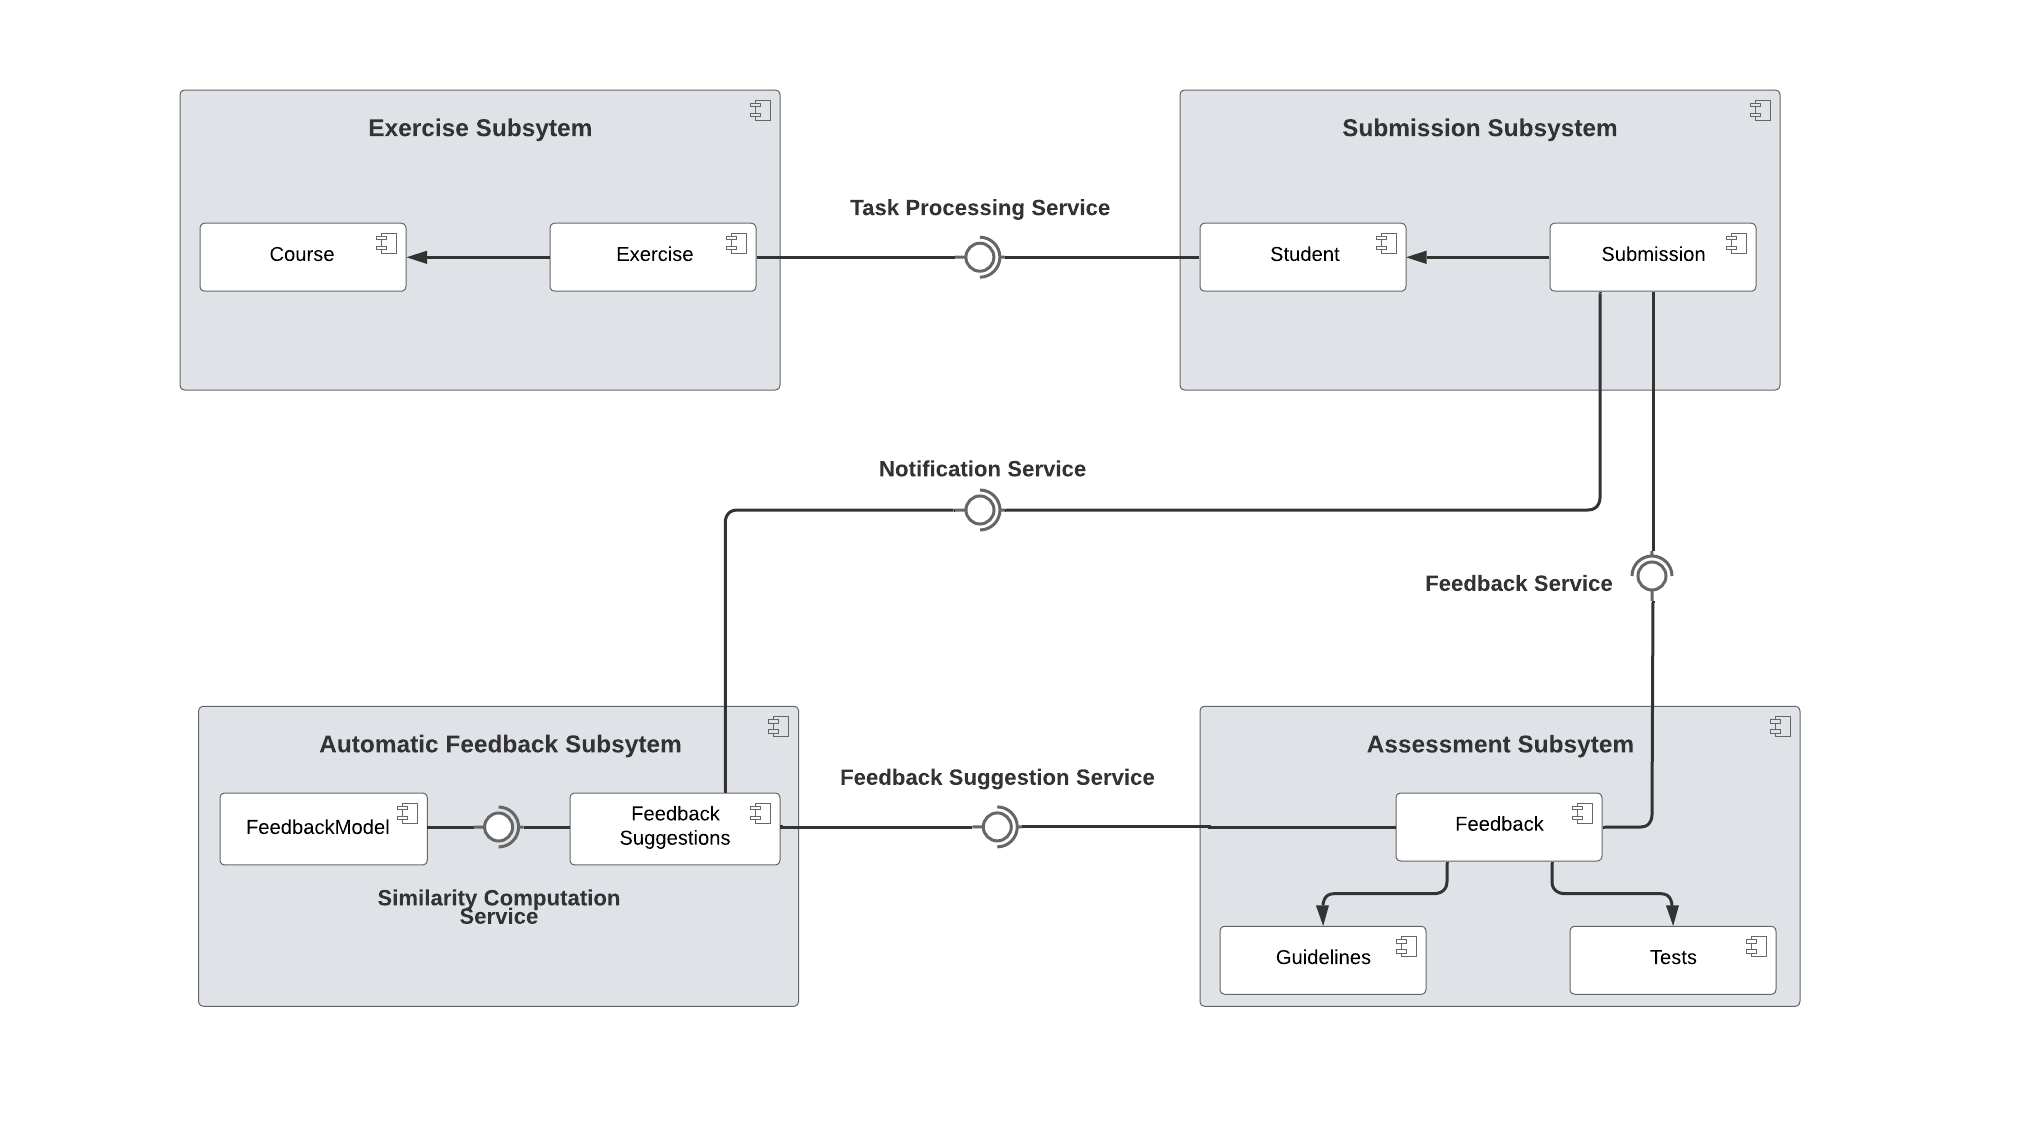 Exercise Subsytem
Submission Subsystem
Task Processing Service
Course
Exercise
Student
Submission
Notification Service
Feedback Service
Automatic Feedback Subsytem
Assessment Subsytem
Feedback Suggestion Service
FeedbackModel
Feedback
Suggestions
Feedback
Similarity Computation
Service
Guidelines
Tests